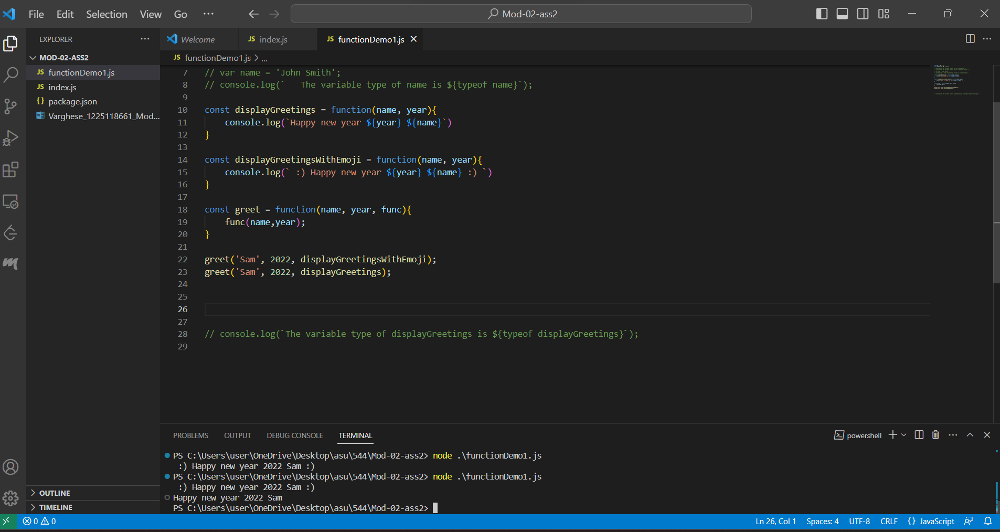 File Edit Selection View Go ··· Mod-02-ass2
EXPLORER ···
MOD-02-ASS2
JS functionDemo1.js
JS index.js
{} package.json
Varghese_1225118661_Mod...
OUTLINE
TIMELINE
Welcome JS index.js JS functionDemo1.js
JS functionDemo1.js > ...
7 // var name = 'John Smith';
8 // console.log(`   The variable type of name is ${typeof name}`);
9
10 const displayGreetings = function(name, year){
11     console.log(`Happy new year ${year} ${name}`)
12 }
13
14 const displayGreetingsWithEmoji = function(name, year){
15     console.log(` :) Happy new year ${year} ${name} :) `)
16 }
17
18 const greet = function(name, year, func){
19     func(name,year);
20 }
21
22 greet('Sam', 2022, displayGreetingsWithEmoji);
23 greet('Sam', 2022, displayGreetings);
24
25
26
27
28 // console.log(`The variable type of displayGreetings is ${typeof displayGreetings}`);
29
PROBLEMS OUTPUT DEBUG CONSOLE TERMINAL powershell
PS C:\Users\user\OneDrive\Desktop\asu\544\Mod-02-ass2> node .\functionDemo1.js
 :) Happy new year 2022 Sam :)
PS C:\Users\user\OneDrive\Desktop\asu\544\Mod-02-ass2> node .\functionDemo1.js
 :) Happy new year 2022 Sam :)
Happy new year 2022 Sam
PS C:\Users\user\OneDrive\Desktop\asu\544\Mod-02-ass2>
0 0 Ln 26, Col 1 Spaces: 4 UTF-8 CRLF {} JavaScript